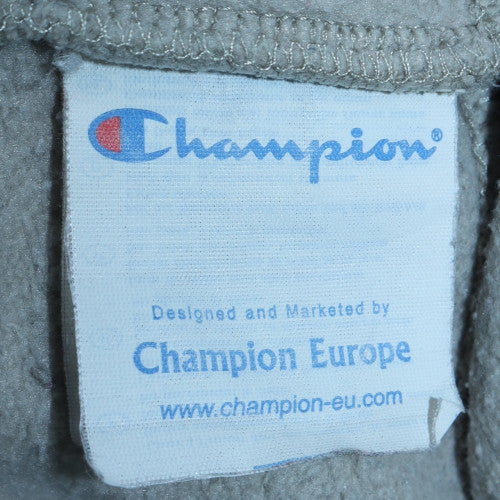 Champion®
Designed and Marketed by
Champion Europe
www.champion-eu.com